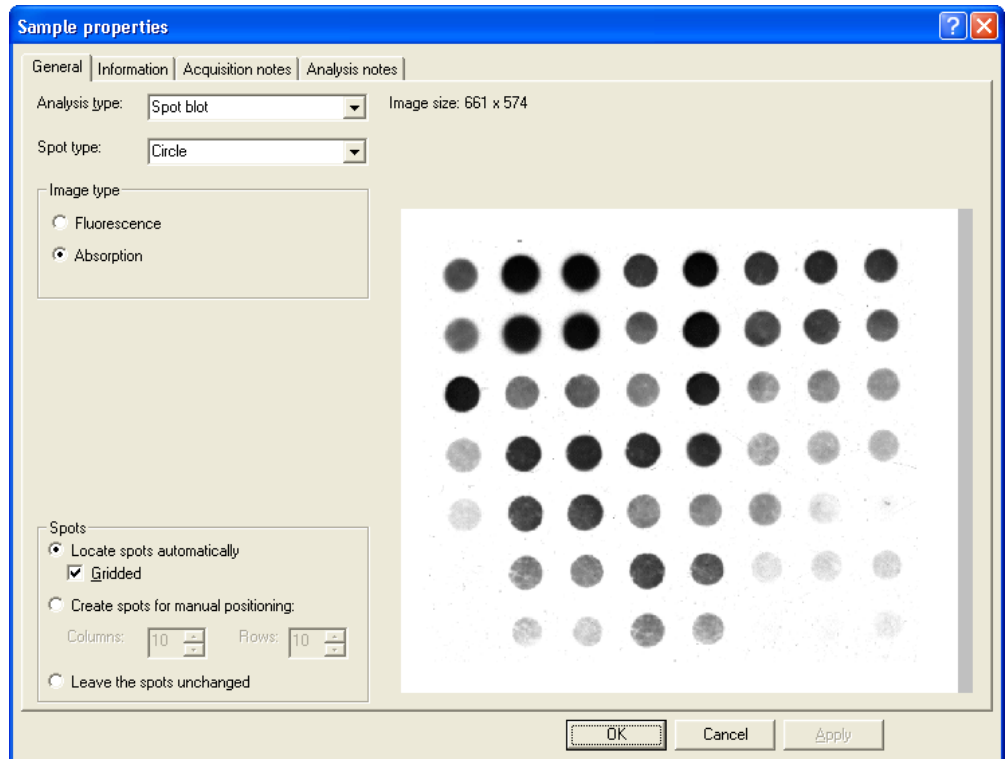 Sample properties
General Information Acquisition notes Analysis notes
Analysis type: Spot blot Image size: 661 x 574
Spot type: Circle
Image type
Fluorescence
Absorption
Spots
Locate spots automatically
Gridded
Create spots for manual positioning:
Columns: 10 Rows: 10
Leave the spots unchanged
OK Cancel Apply